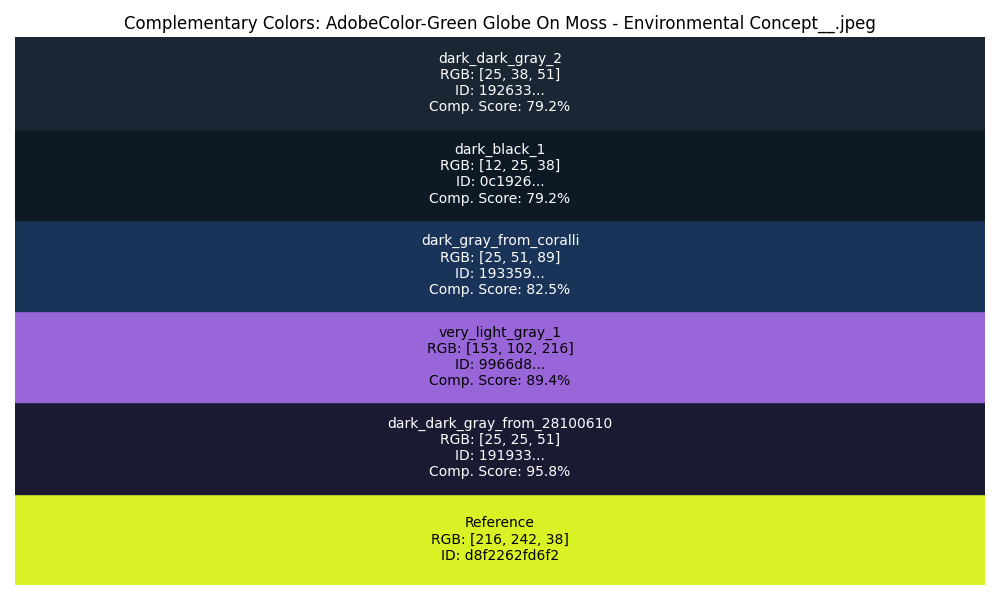 Complementary Colors: AdobeColor-Green Globe On Moss - Environmental Concept__.jpeg
dark_dark_gray_2
RGB: [25, 38, 51]
ID: 192633...
Comp. Score: 79.2%
dark_black_1
RGB: [12, 25, 38]
ID: 0c1926...
Comp. Score: 79.2%
dark_gray_from_coralli
RGB: [25, 51, 89]
ID: 193359...
Comp. Score: 82.5%
very_light_gray_1
RGB: [153, 102, 216]
ID: 9966d8...
Comp. Score: 89.4%
dark_dark_gray_from_28100610
RGB: [25, 25, 51]
ID: 191933...
Comp. Score: 95.8%
Reference
RGB: [216, 242, 38]
ID: d8f2262fd6f2